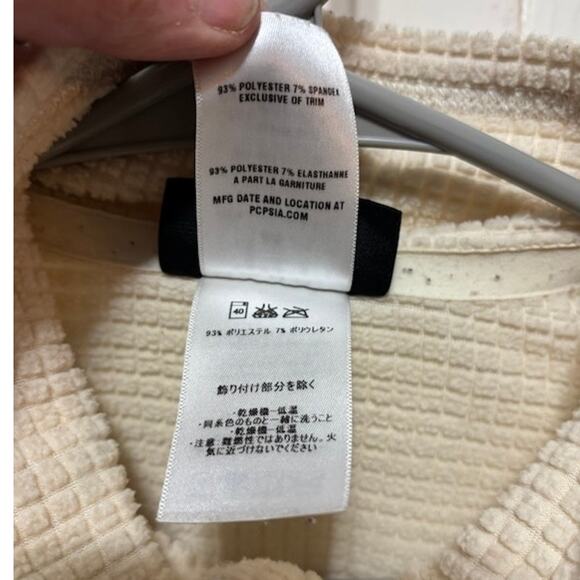 93% POLYESTER 7% SPANDEX
EXCLUSIVE OF TRIM
93% POLYESTER 7% ELASTHANNE
A PART LA GARNITURE
MFG DATE AND LOCATION AT
PCPSIA.COM
40
93% ポリエステル 7% ポリウレタン
飾り付け部分を除く
・乾燥機ー低温
・同系色のものと一緒に洗うこと
・乾燥機ー低温
・注意: 難燃性ではありません。火
気に近づけないでください